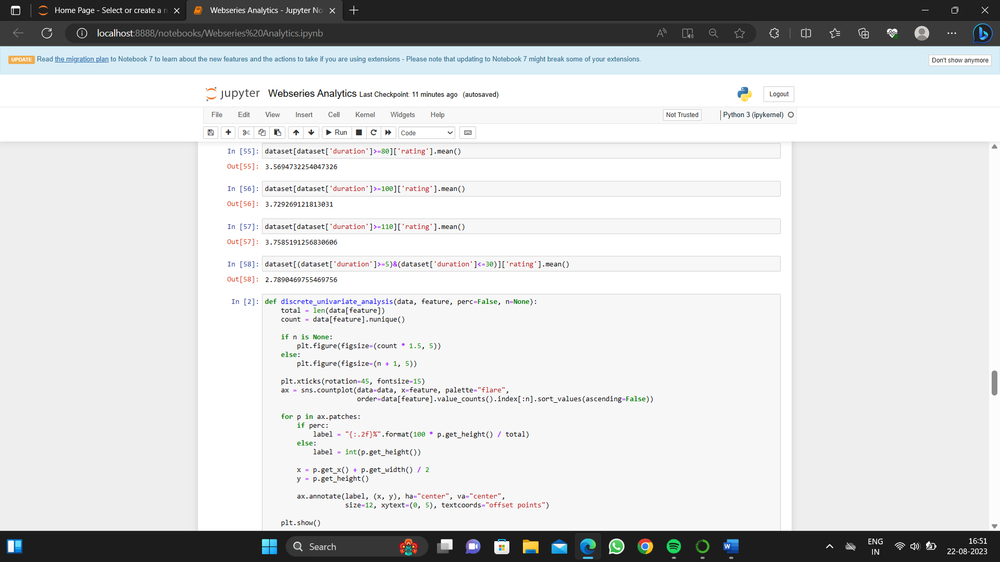 Home Page - Select or create a n
Webseries Analytics - Jupyter No
localhost:8888/notebooks/Webseries%20Analytics.ipynb
UPDATE Read the migration plan to Notebook 7 to learn about the new features and the actions to take if you are using extensions - Please note that updating to Notebook 7 might break some of your extensions.
Don't show anymore
jupyter Webseries Analytics Last Checkpoint: 11 minutes ago (autosaved)
Logout
File Edit View Insert Cell Kernel Widgets Help
Not Trusted
Python 3 (ipykernel)
Run
Code
In [55]: dataset[dataset['duration']>=80]['rating'].mean()
Out[55]: 3.5694732254047326
In [56]: dataset[dataset['duration']>=100]['rating'].mean()
Out[56]: 3.729269121813031
In [57]: dataset[dataset['duration']>=110]['rating'].mean()
Out[57]: 3.7585191256830606
In [58]: dataset[(dataset['duration']>=5)&(dataset['duration']<=30)]['rating'].mean()
Out[58]: 2.7890469755469756
In [2]: def discrete_univariate_analysis(data, feature, perc=False, n=None):
total = len(data[feature])
count = data[feature].nunique()
if n is None:
plt.figure(figsize=(count * 1.5, 5))
else:
plt.figure(figsize=(n + 1, 5))
plt.xticks(rotation=45, fontsize=15)
ax = sns.countplot(data=data, x=feature, palette="flare",
order=data[feature].value_counts().index[:n].sort_values(ascending=False))
for p in ax.patches:
if perc:
label = "{:.2f}%".format(100 * p.get_height() / total)
else:
label = int(p.get_height())
x = p.get_x() + p.get_width() / 2
y = p.get_height()
ax.annotate(label, (x, y), ha="center", va="center",
size=12, xytext=(0, 5), textcoords="offset points")
plt.show()
Search
ENG
IN
16:51
22-08-2023